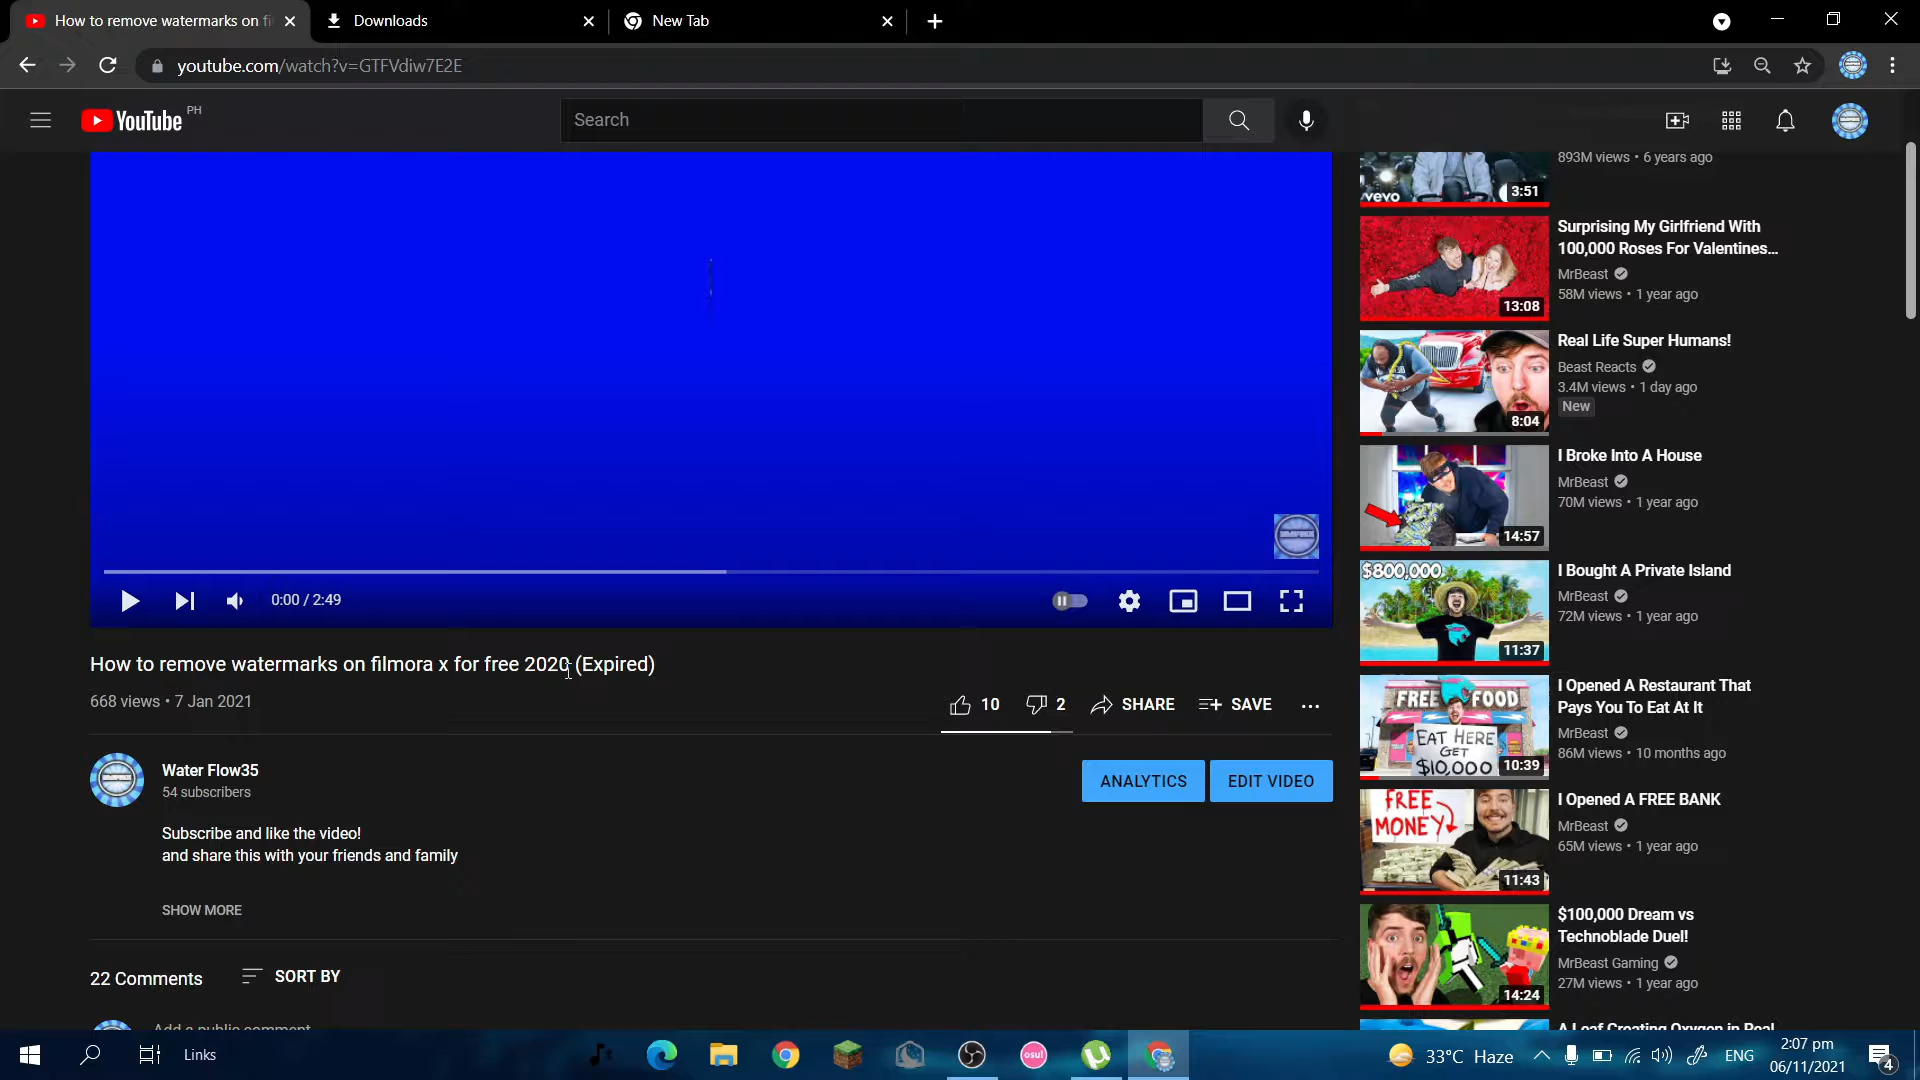 How to remove watermarks on fi
Downloads
New Tab
youtube.com/watch?v=GTFVdiw7E2E
YouTube PH
Search
893M views • 6 years ago
vevo
3:51
Surprising My Girlfriend With
100,000 Roses For Valentines...
MrBeast
58M views • 1 year ago
13:08
Real Life Super Humans!
Beast Reacts
3.4M views • 1 day ago
New
8:04
I Broke Into A House
MrBeast
70M views • 1 year ago
14:57
$800,000
I Bought A Private Island
MrBeast
72M views • 1 year ago
11:37
0:00 / 2:49
How to remove watermarks on filmora x for free 2020 (Expired)
668 views • 7 Jan 2021
10
2
SHARE
SAVE
FREE FOOD
EAT HERE
GET
$10,000
10:39
I Opened A Restaurant That
Pays You To Eat At It
MrBeast
86M views • 10 months ago
Water Flow35
54 subscribers
ANALYTICS
EDIT VIDEO
Subscribe and like the video!
and share this with your friends and family
SHOW MORE
FREE
MONEY
11:43
I Opened A FREE BANK
MrBeast
65M views • 1 year ago
$100,000 Dream vs
Technoblade Duel!
MrBeast Gaming
27M views • 1 year ago
14:24
22 Comments
SORT BY
Add a public comment
A Leaf Creating Oxygen in Real
Links
osu!
33°C Haze
ENG
2:07 pm
06/11/2021
4